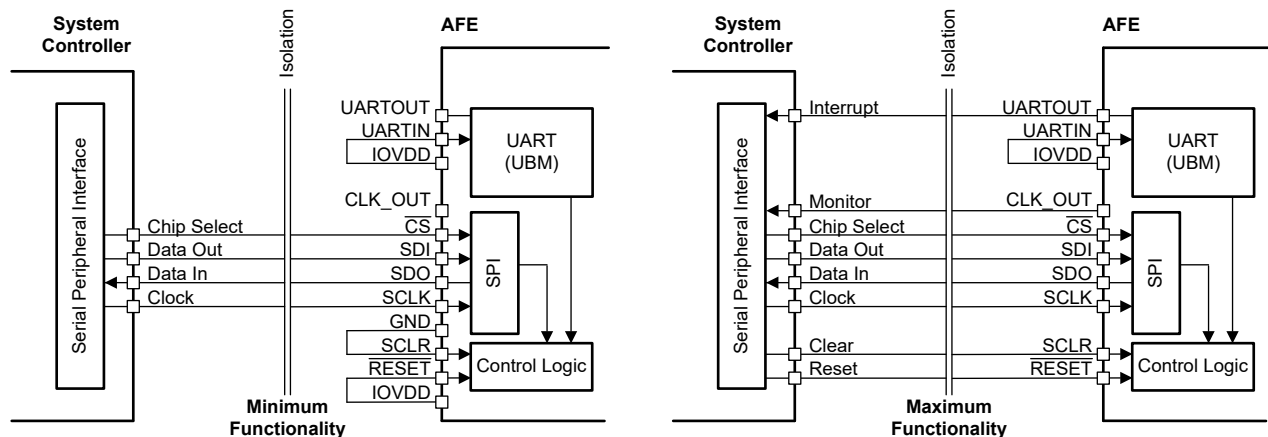 System
Controller
Isolation
AFE
UARTOUT
UARTIN
IOVDD
UART
(UBM)
Serial Peripheral Interface
CLK_OUT
Chip Select
CS
Data Out
SDI
Data In
SDO
Clock
SCLK
SPI
GND
SCLR
RESET
IOVDD
Control Logic
Minimum
Functionality
System
Controller
Isolation
AFE
Interrupt
UARTOUT
UARTIN
IOVDD
UART
(UBM)
Serial Peripheral Interface
Monitor
CLK_OUT
Chip Select
CS
Data Out
SDI
Data In
SDO
Clock
SCLK
SPI
Clear
SCLR
Reset
RESET
Control Logic
Maximum
Functionality